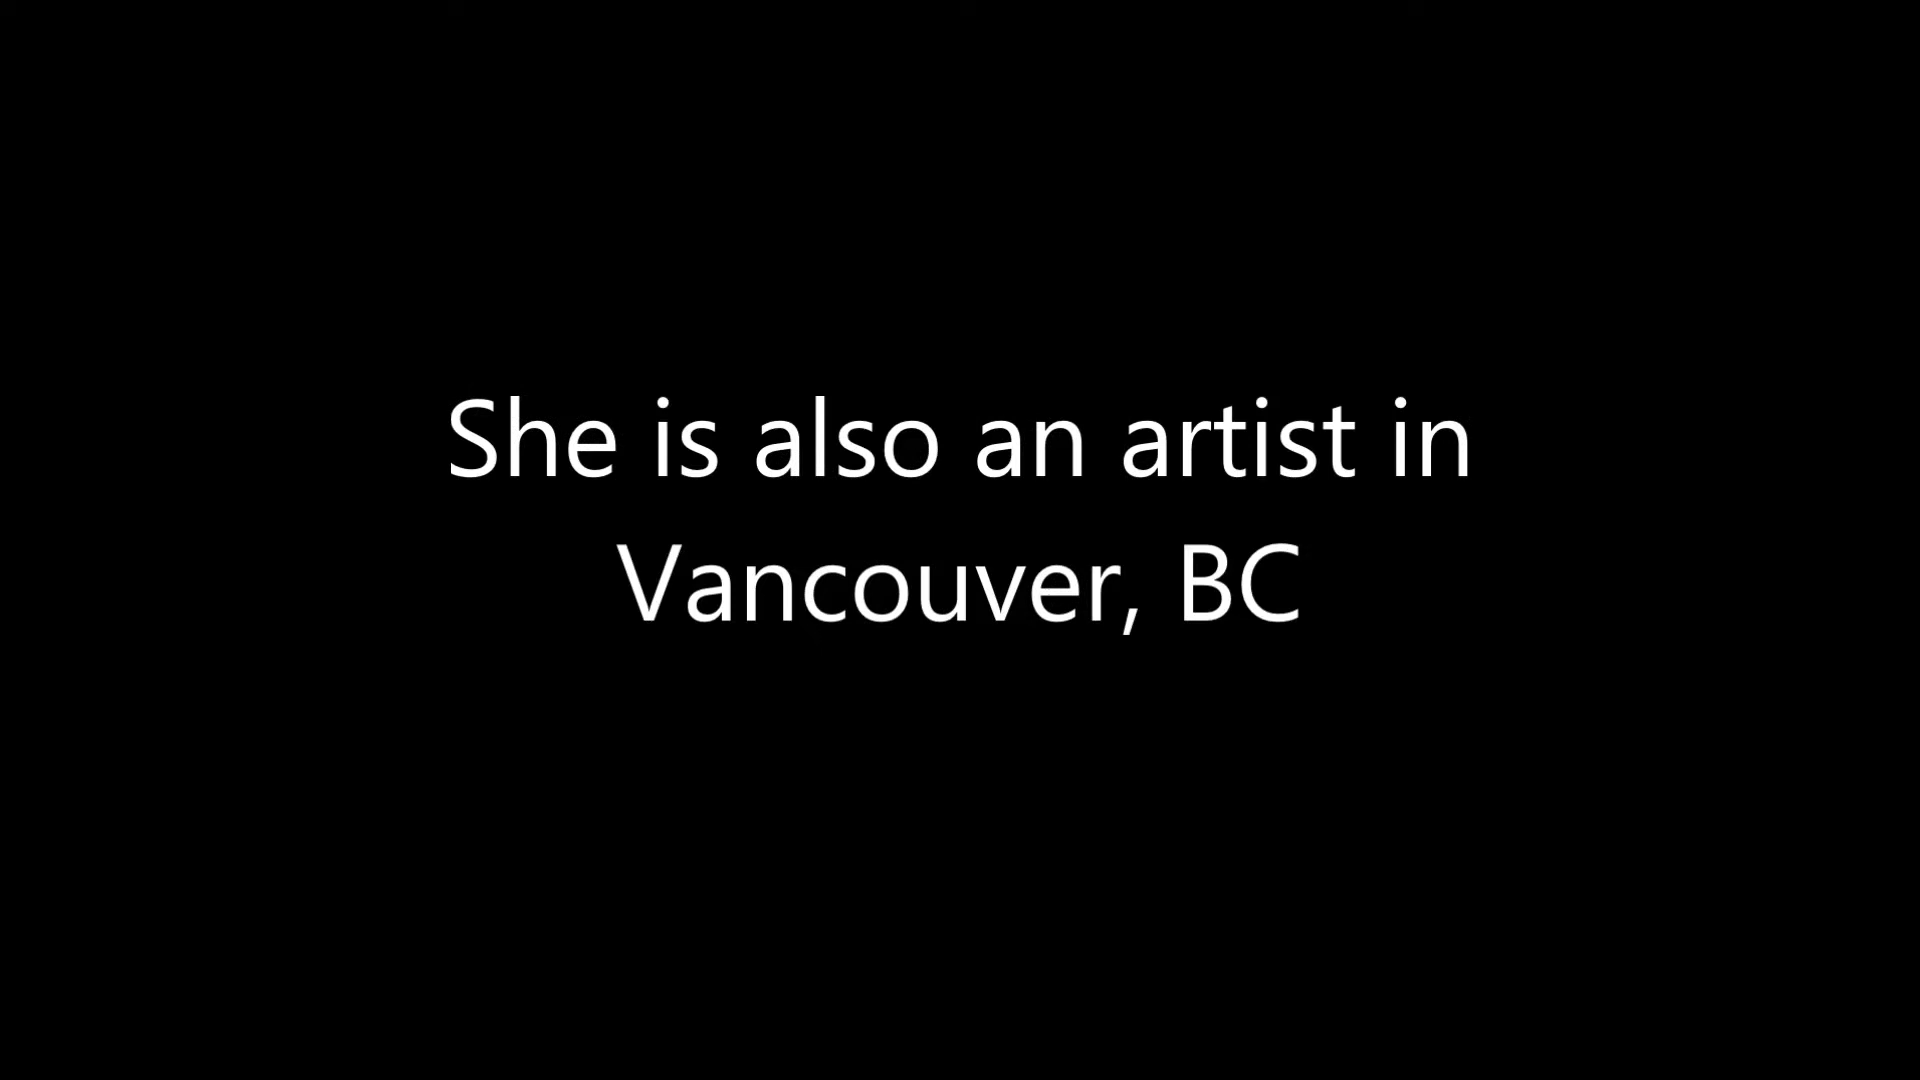 She is also an artist in
Vancouver, BC